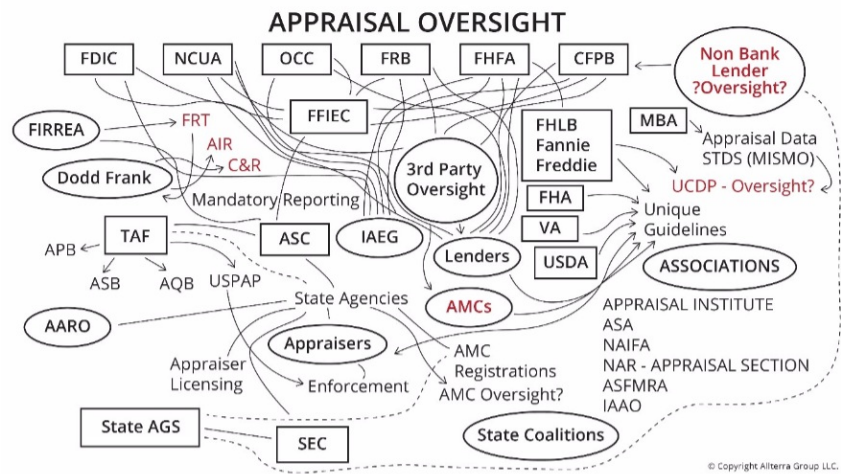 APPRAISAL OVERSIGHT
FDIC
NCUA
OCC
FRB
FHFA
CFPB
Non Bank
Lender
?Oversight?
FFIEC
FIRREA
FRT
AIR
C&R
Dodd Frank
3rd Party
Oversight
FHLB
Fannie
Freddie
MBA
Appraisal Data
STDS (MISMO)
UCDP - Oversight?
Mandatory Reporting
FHA
VA
USDA
Unique
Guidelines
TAF
ASC
IAEG
Lenders
APB
ASB
AQB
USPAP
ASSOCIATIONS
State Agencies
AMCs
AARO
Appraisers
APPRAISAL INSTITUTE
ASA
NAIFA
NAR - APPRAISAL SECTION
ASFMRA
IAAO
Appraiser
Licensing
Enforcement
AMC
Registrations
AMC Oversight?
State AGS
SEC
State Coalitions
© Copyright Allterra Group LLC.